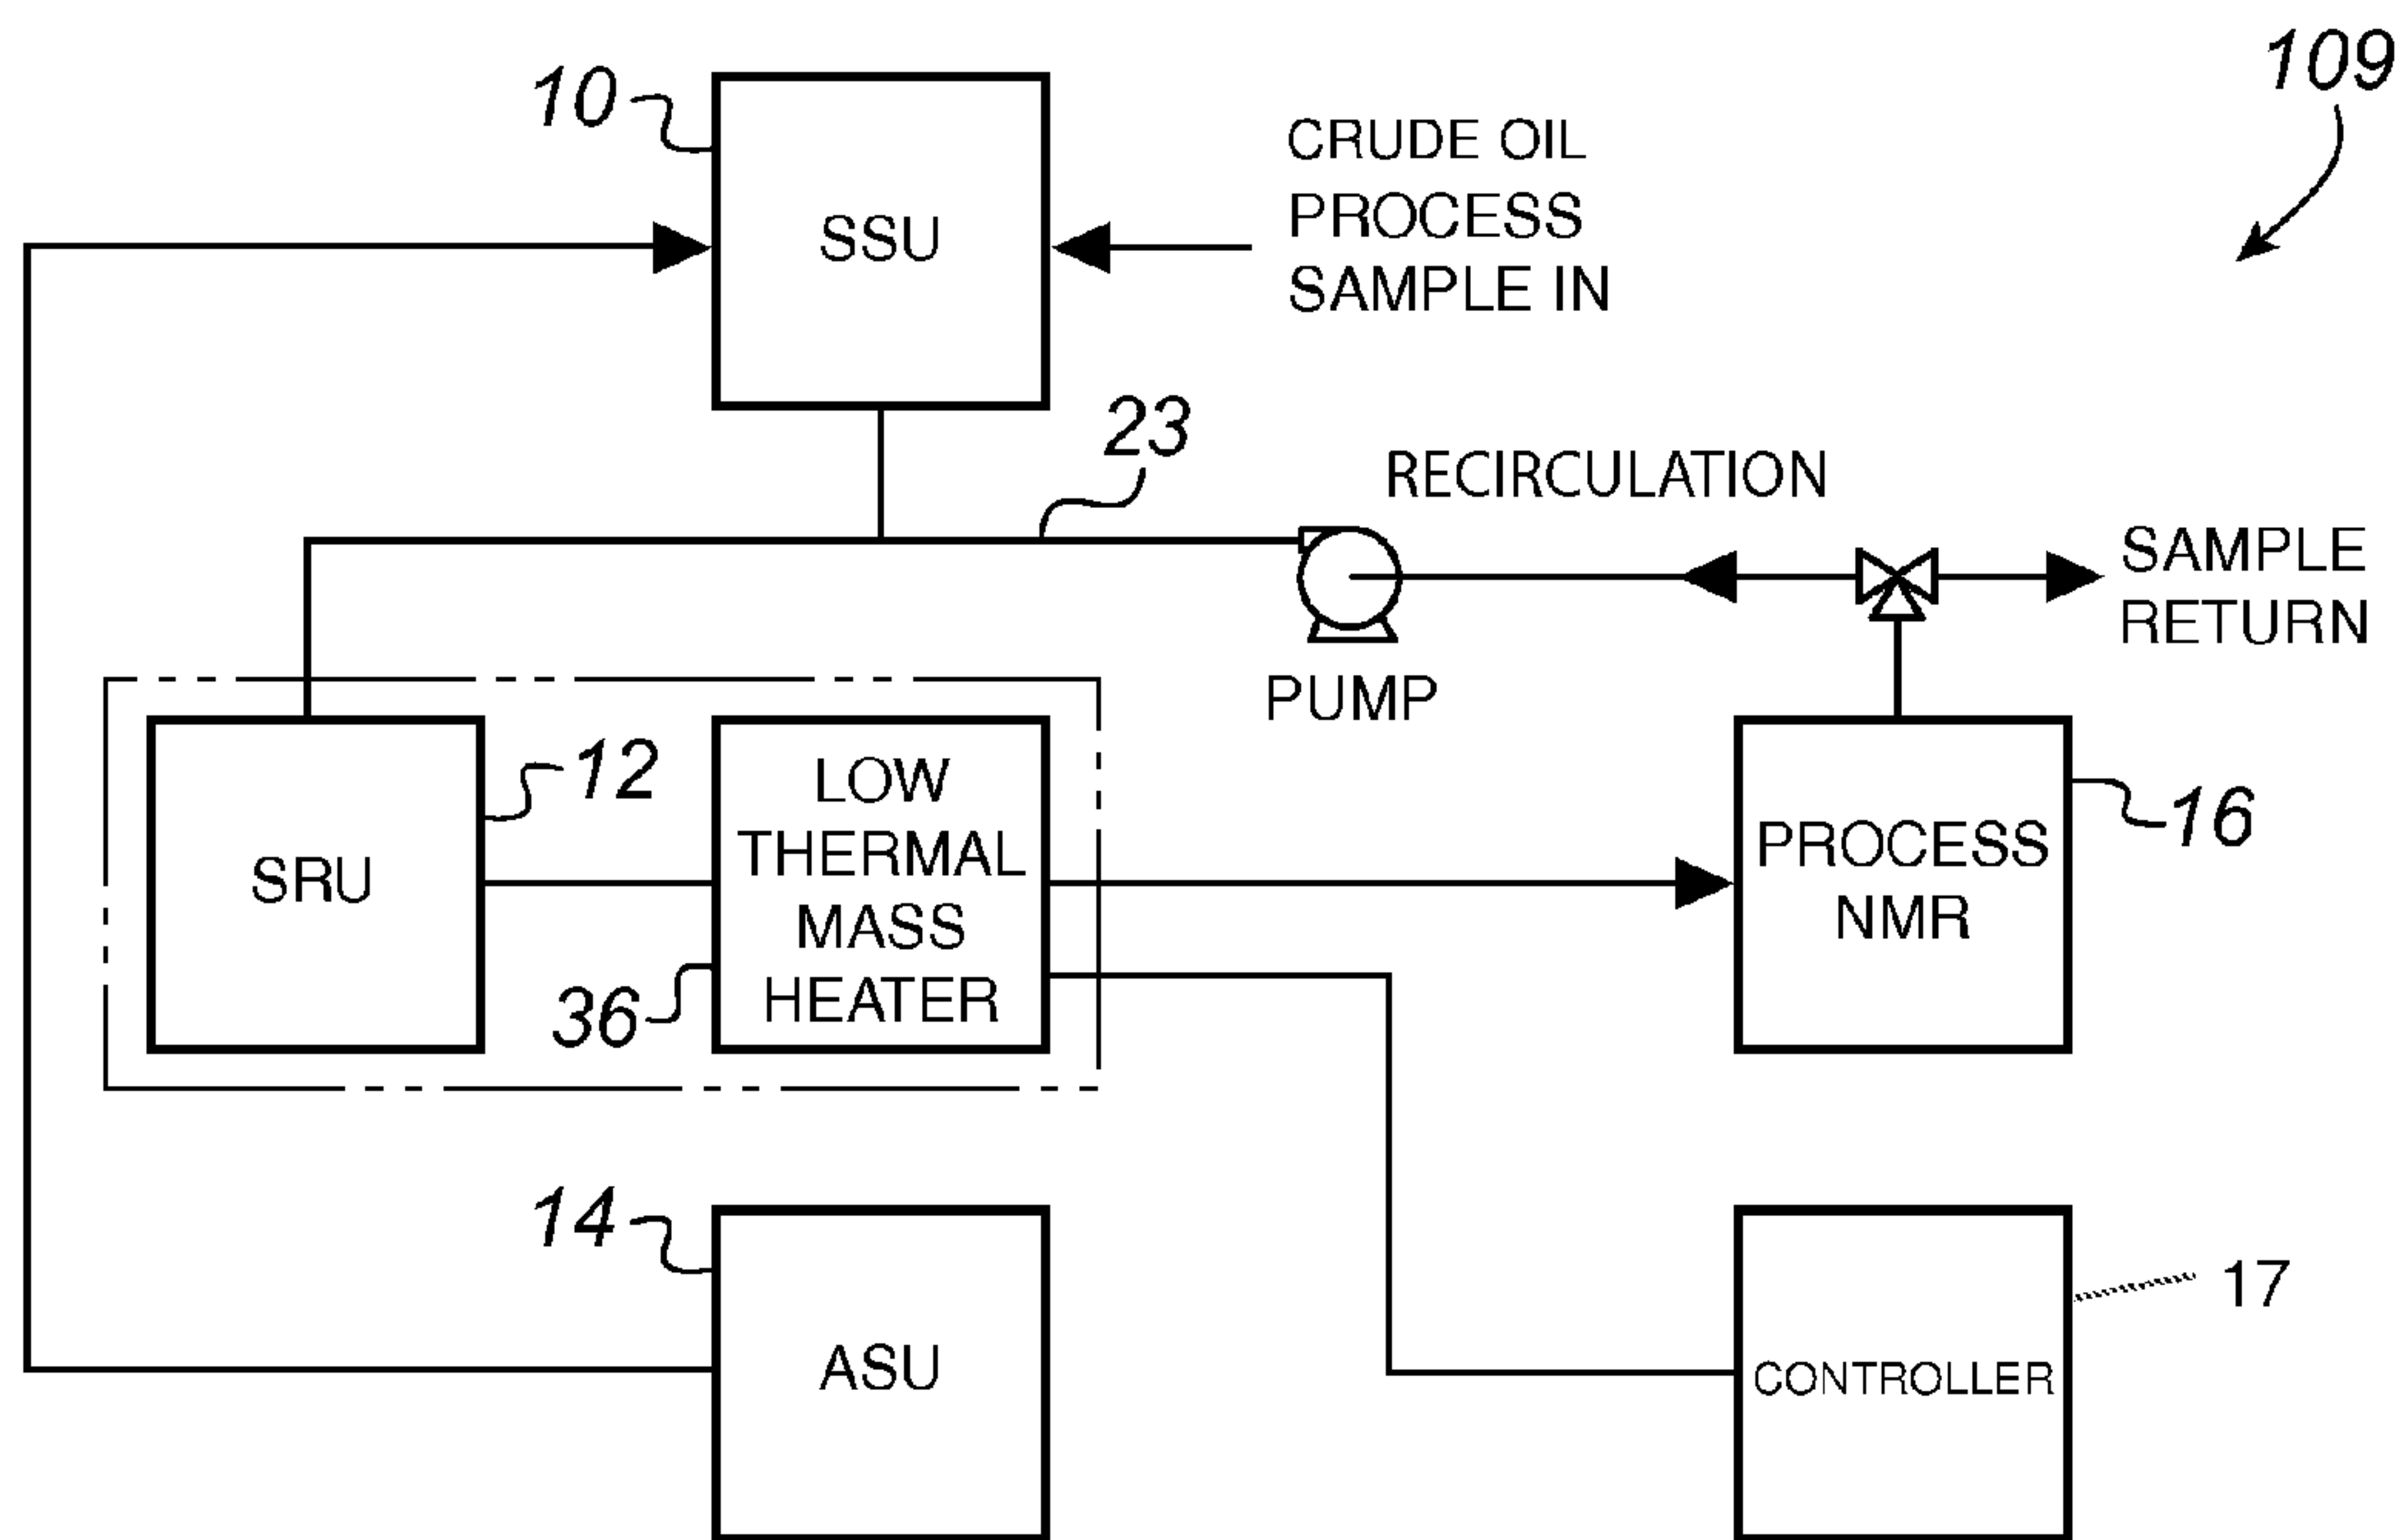 109
10
SSU
CRUDE OIL
PROCESS
SAMPLE IN
23
RECIRCULATION
SAMPLE
RETURN
PUMP
SRU
12
LOW
THERMAL
MASS
HEATER
36
PROCESS
NMR
16
14
ASU
CONTROLLER
17